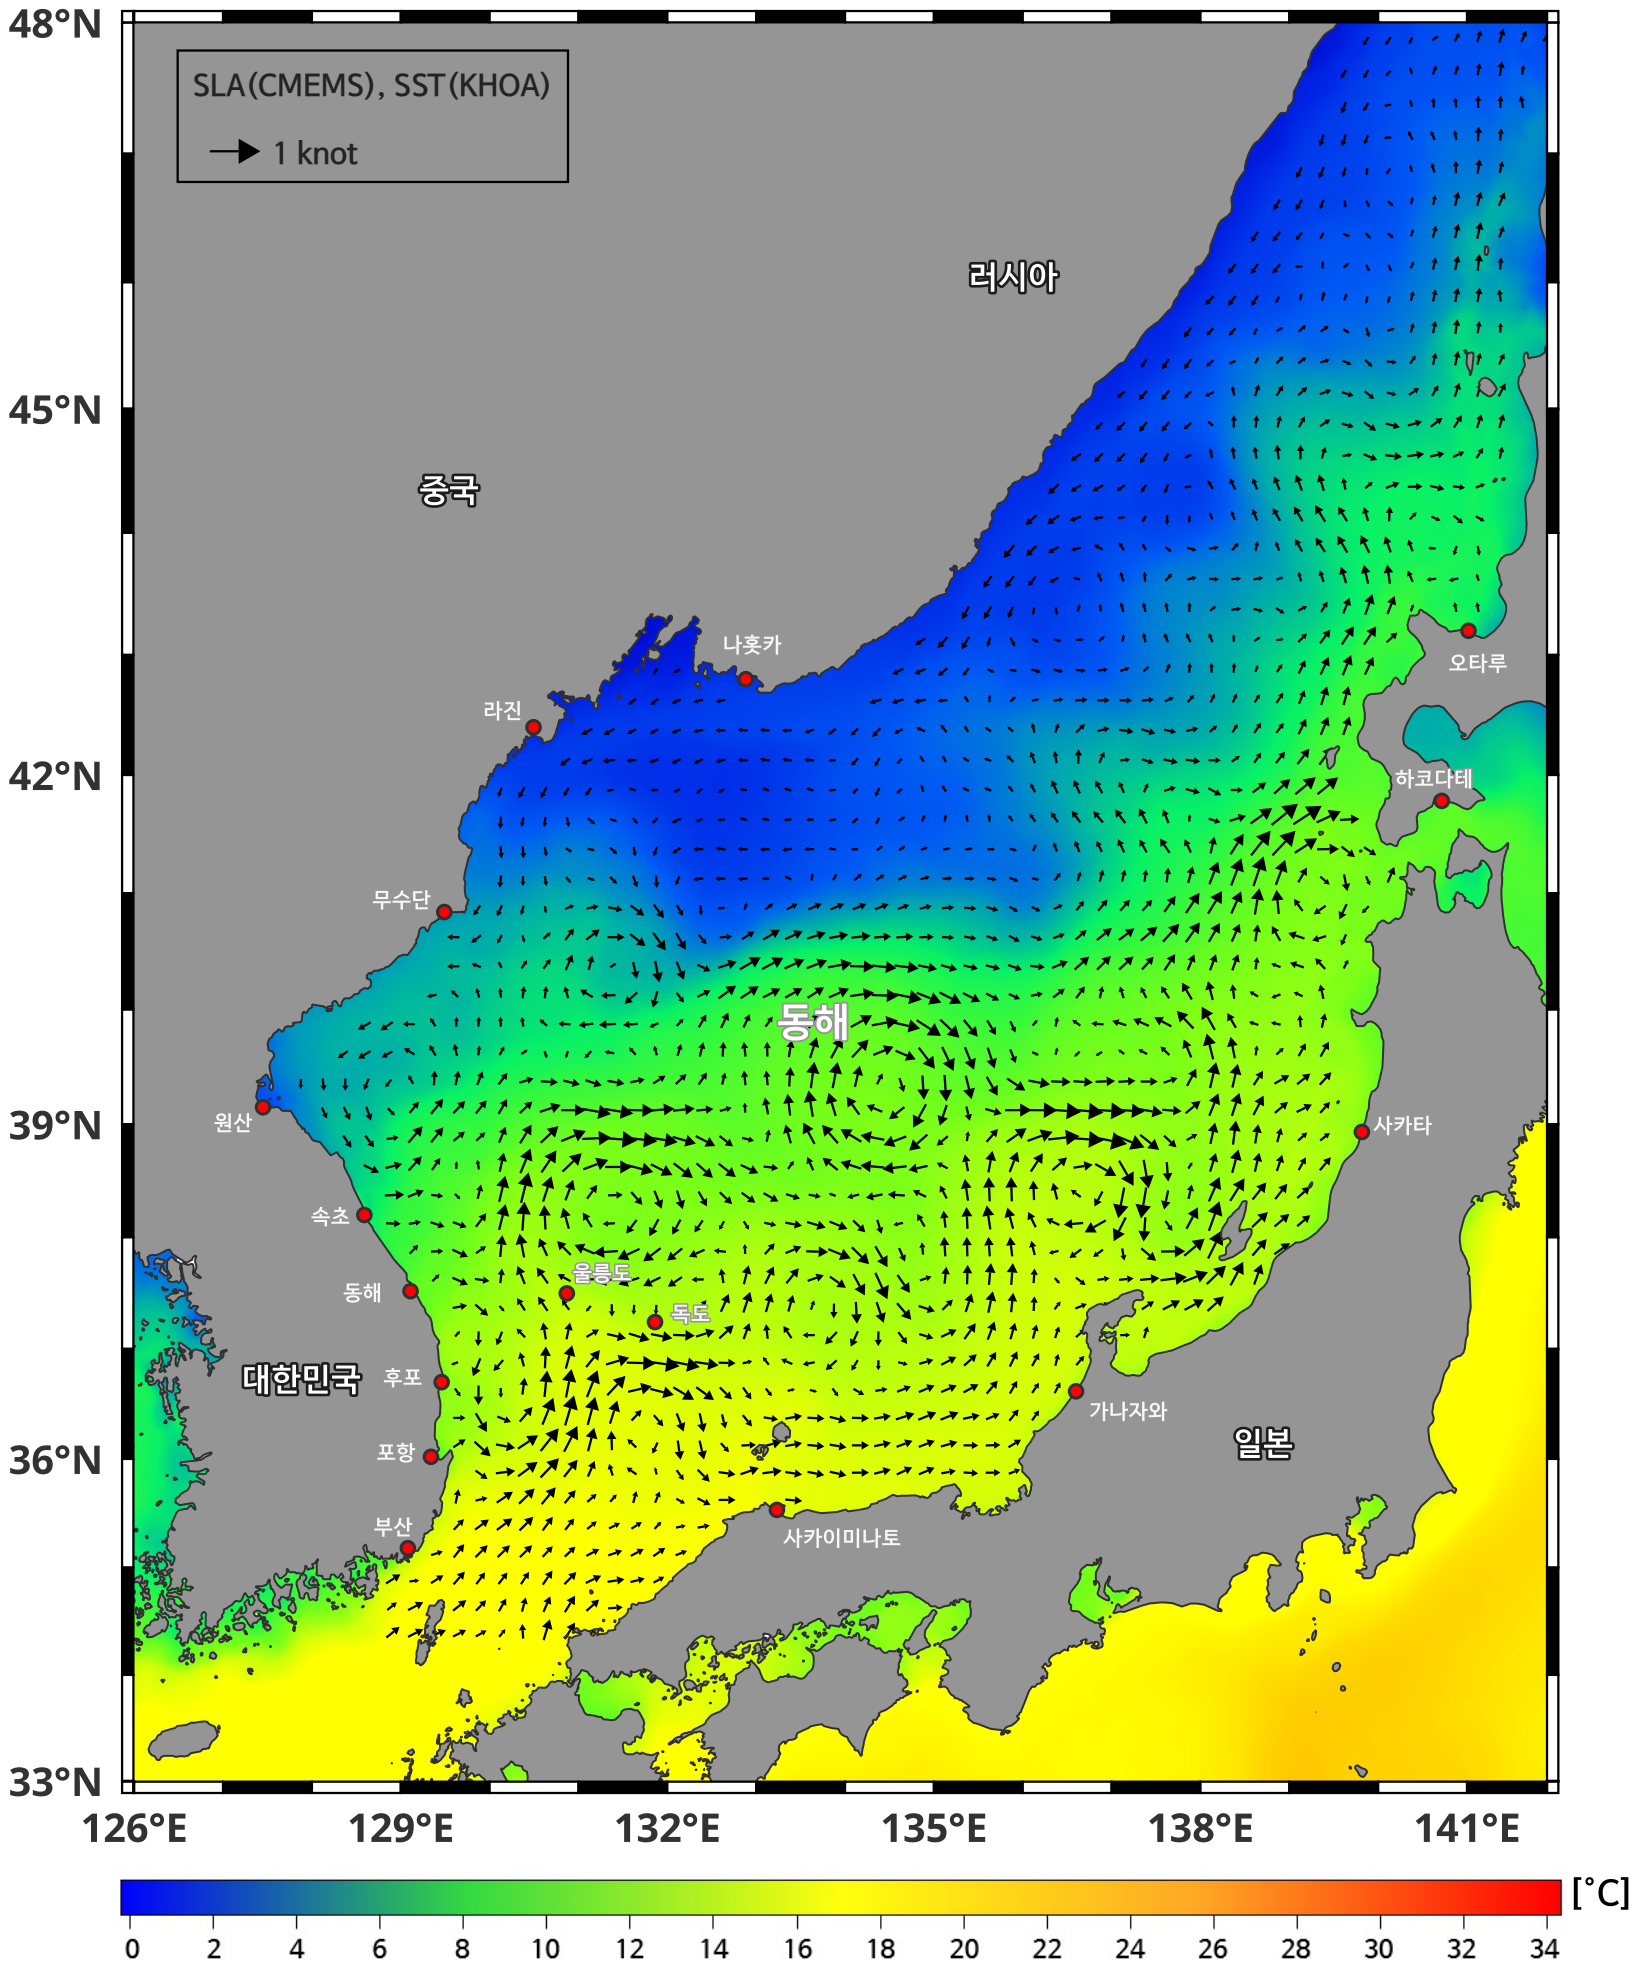 48°N
SLA(CMEMS), SST(KHOA)
1 knot
러시아
45°N
중국
나홋카
오타루
라진
42°N
하코다테
무수단
동해
39°N
원산
사카타
속초
울릉도
동해
독도
대한민국
후포
가나자와
36°N
포항
일본
부산
사카이미나토
33°N
126°E 129°E 132°E 135°E 138°E 141°E
[°C]
0 2 4 6 8 10 12 14 16 18 20 22 24 26 28 30 32 34